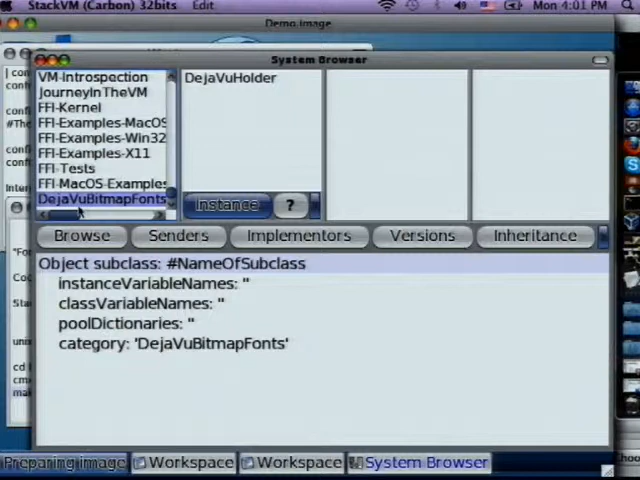 StackVM (Carbon) 32bits Edit
Mon 4:01 PM
Demo.image
System Browser
VM-Introspection
JourneyInTheVM
FFI-Kernel
FFI-Examples-MacOS
FFI-Examples-Win32
FFI-Examples-X11
FFI-Tests
FFI-MacOS-Examples
DejaVuBitmapFonts
DejaVuHolder
Instance
?
Browse
Senders
Implementors
Versions
Inheritance
Object subclass: #NameOfSubclass
instanceVariableNames: ''
classVariableNames: ''
poolDictionaries: ''
category: 'DejaVuBitmapFonts'
Preparing image
Workspace
Workspace
System Browser